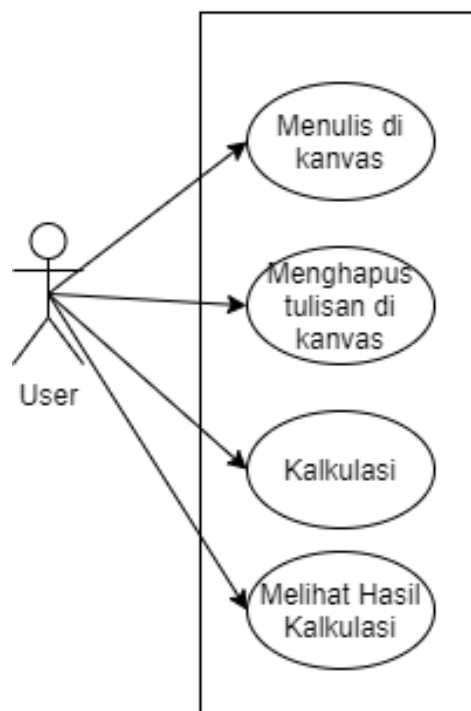 Menulis di
kanvas
Menghapus
tulisan di
kanvas
User
Kalkulasi
Melihat Hasil
Kalkulasi